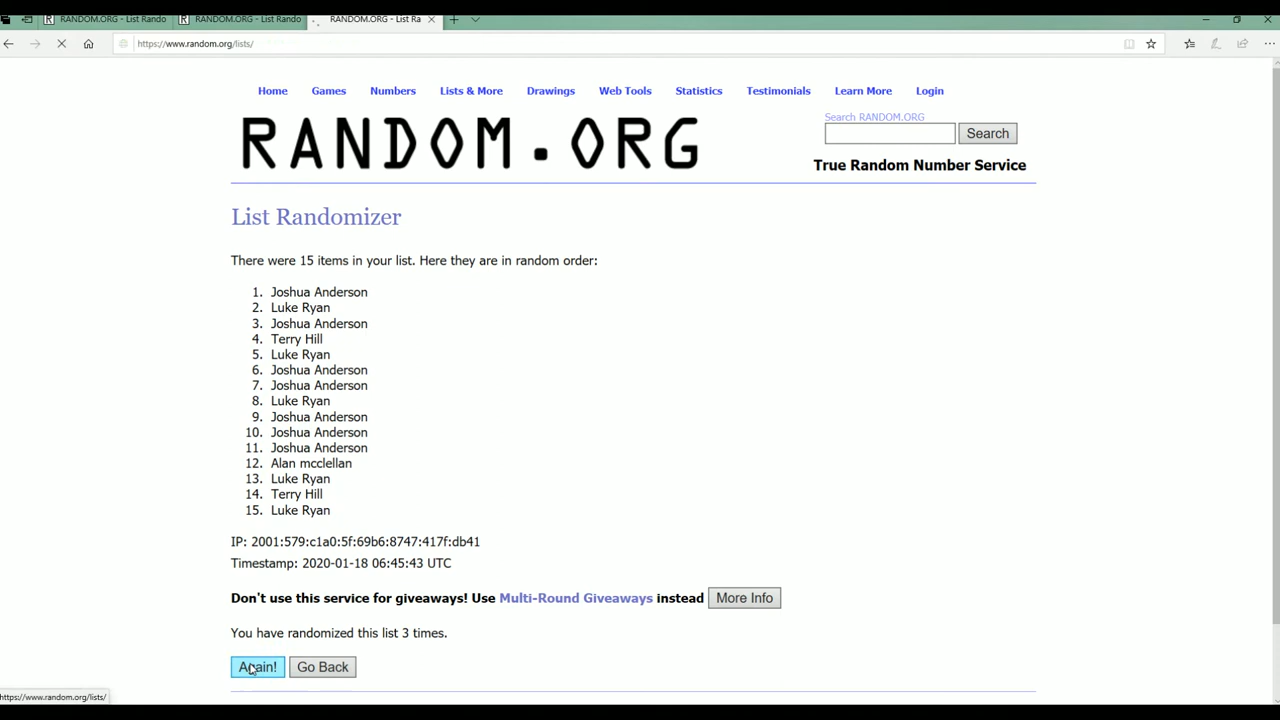 RANDOM.ORG - List Rando
RANDOM.ORG - List Rando
RANDOM.ORG - List Ra
https://www.random.org/lists/
Home Games Numbers Lists & More Drawings Web Tools Statistics Testimonials Learn More Login
Search RANDOM.ORG
RANDOM.ORG
Search
True Random Number Service
List Randomizer
There were 15 items in your list. Here they are in random order:
1. Joshua Anderson
2. Luke Ryan
3. Joshua Anderson
4. Terry Hill
5. Luke Ryan
6. Joshua Anderson
7. Joshua Anderson
8. Luke Ryan
9. Joshua Anderson
10. Joshua Anderson
11. Joshua Anderson
12. Alan mcclellan
13. Luke Ryan
14. Terry Hill
15. Luke Ryan
IP: 2001:579:c1a0:5f:69b6:8747:417f:db41
Timestamp: 2020-01-18 06:45:43 UTC
Don't use this service for giveaways! Use Multi-Round Giveaways instead More Info
You have randomized this list 3 times.
Again! Go Back
https://www.random.org/lists/